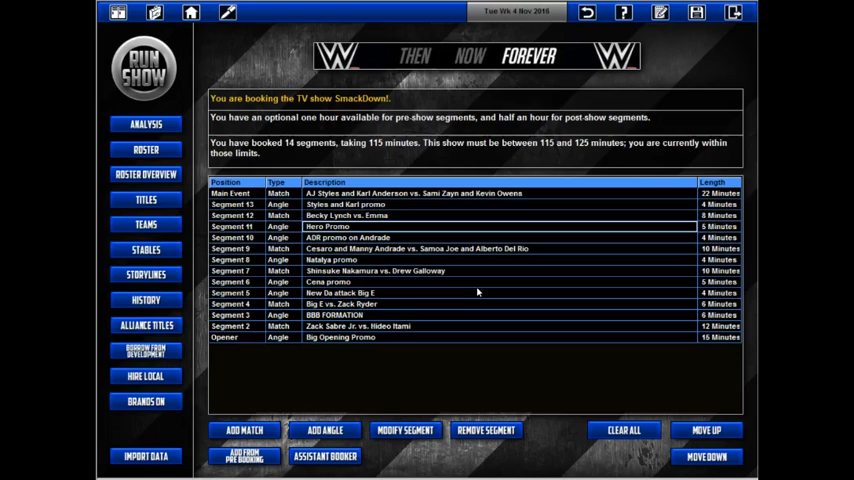 Tue Wk 4 Nov 2016
RUN SHOW
W THEN NOW FOREVER W
You are booking the TV show SmackDown!.
You have an optional one hour available for pre-show segments, and half an hour for post-show segments.
You have booked 14 segments, taking 115 minutes. This show must be between 115 and 125 minutes; you are currently within
those limits.
ANALYSIS
ROSTER
ROSTER OVERVIEW
TITLES
TEAMS
STABLES
STORYLINES
HISTORY
ALLIANCE TITLES
BORROW FROM DEVELOPMENT
HIRE LOCAL
BRANDS ON
IMPORT DATA
Position Type Description Length
Main Event Match AJ Styles and Karl Anderson vs. Sami Zayn and Kevin Owens 22 Minutes
Segment 13 Angle Styles and Karl promo 4 Minutes
Segment 12 Match Becky Lynch vs. Emma 8 Minutes
Segment 11 Angle Hero Promo 5 Minutes
Segment 10 Angle ADR promo on Andrade 4 Minutes
Segment 9 Match Cesaro and Manny Andrade vs. Samoa Joe and Alberto Del Rio 10 Minutes
Segment 8 Angle Natalya promo 4 Minutes
Segment 7 Match Shinsuke Nakamura vs. Drew Galloway 10 Minutes
Segment 6 Angle Cena promo 5 Minutes
Segment 5 Angle New Da attack Big E 4 Minutes
Segment 4 Match Big E vs. Zack Ryder 6 Minutes
Segment 3 Angle BBB FORMATION 6 Minutes
Segment 2 Match Zack Sabre Jr. vs. Hideo Itami 12 Minutes
Opener Angle Big Opening Promo 15 Minutes
ADD MATCH ADD ANGLE MODIFY SEGMENT REMOVE SEGMENT CLEAR ALL MOVE UP
ADD FROM PRE BOOKING ASSISTANT BOOKER MOVE DOWN